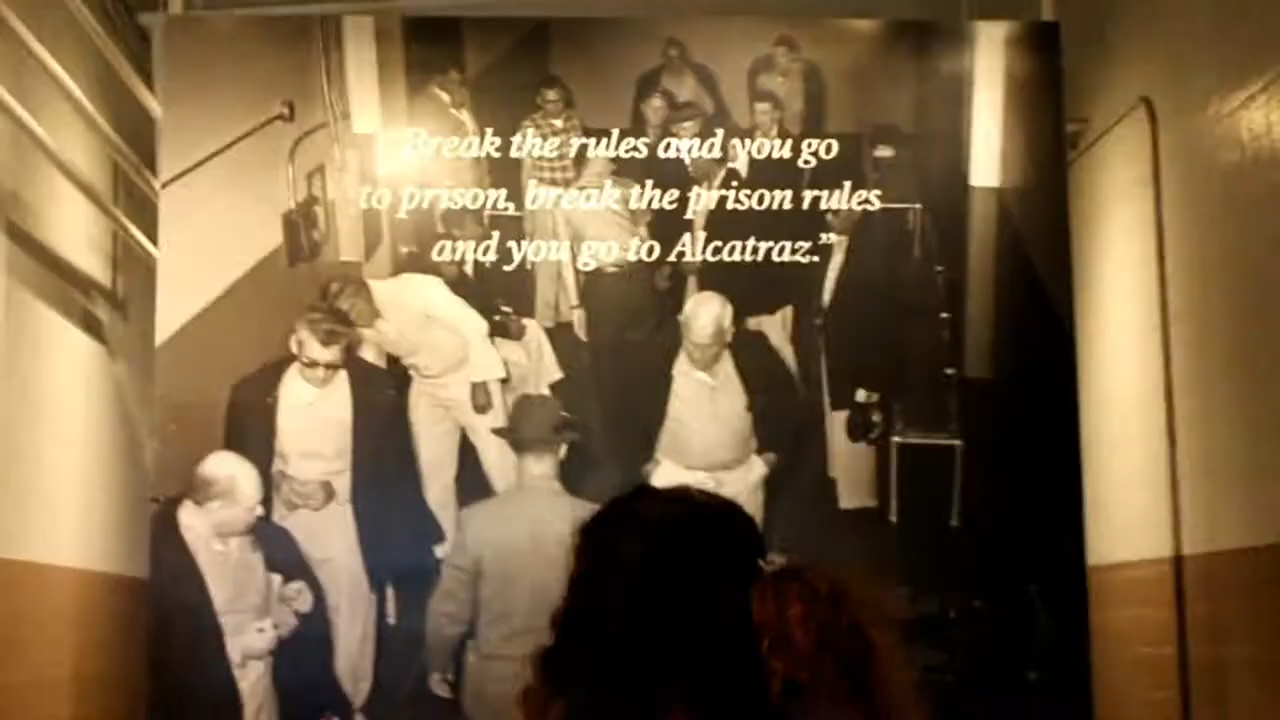 "Break the rules and you go
to prison, break the prison rules
and you go to Alcatraz."